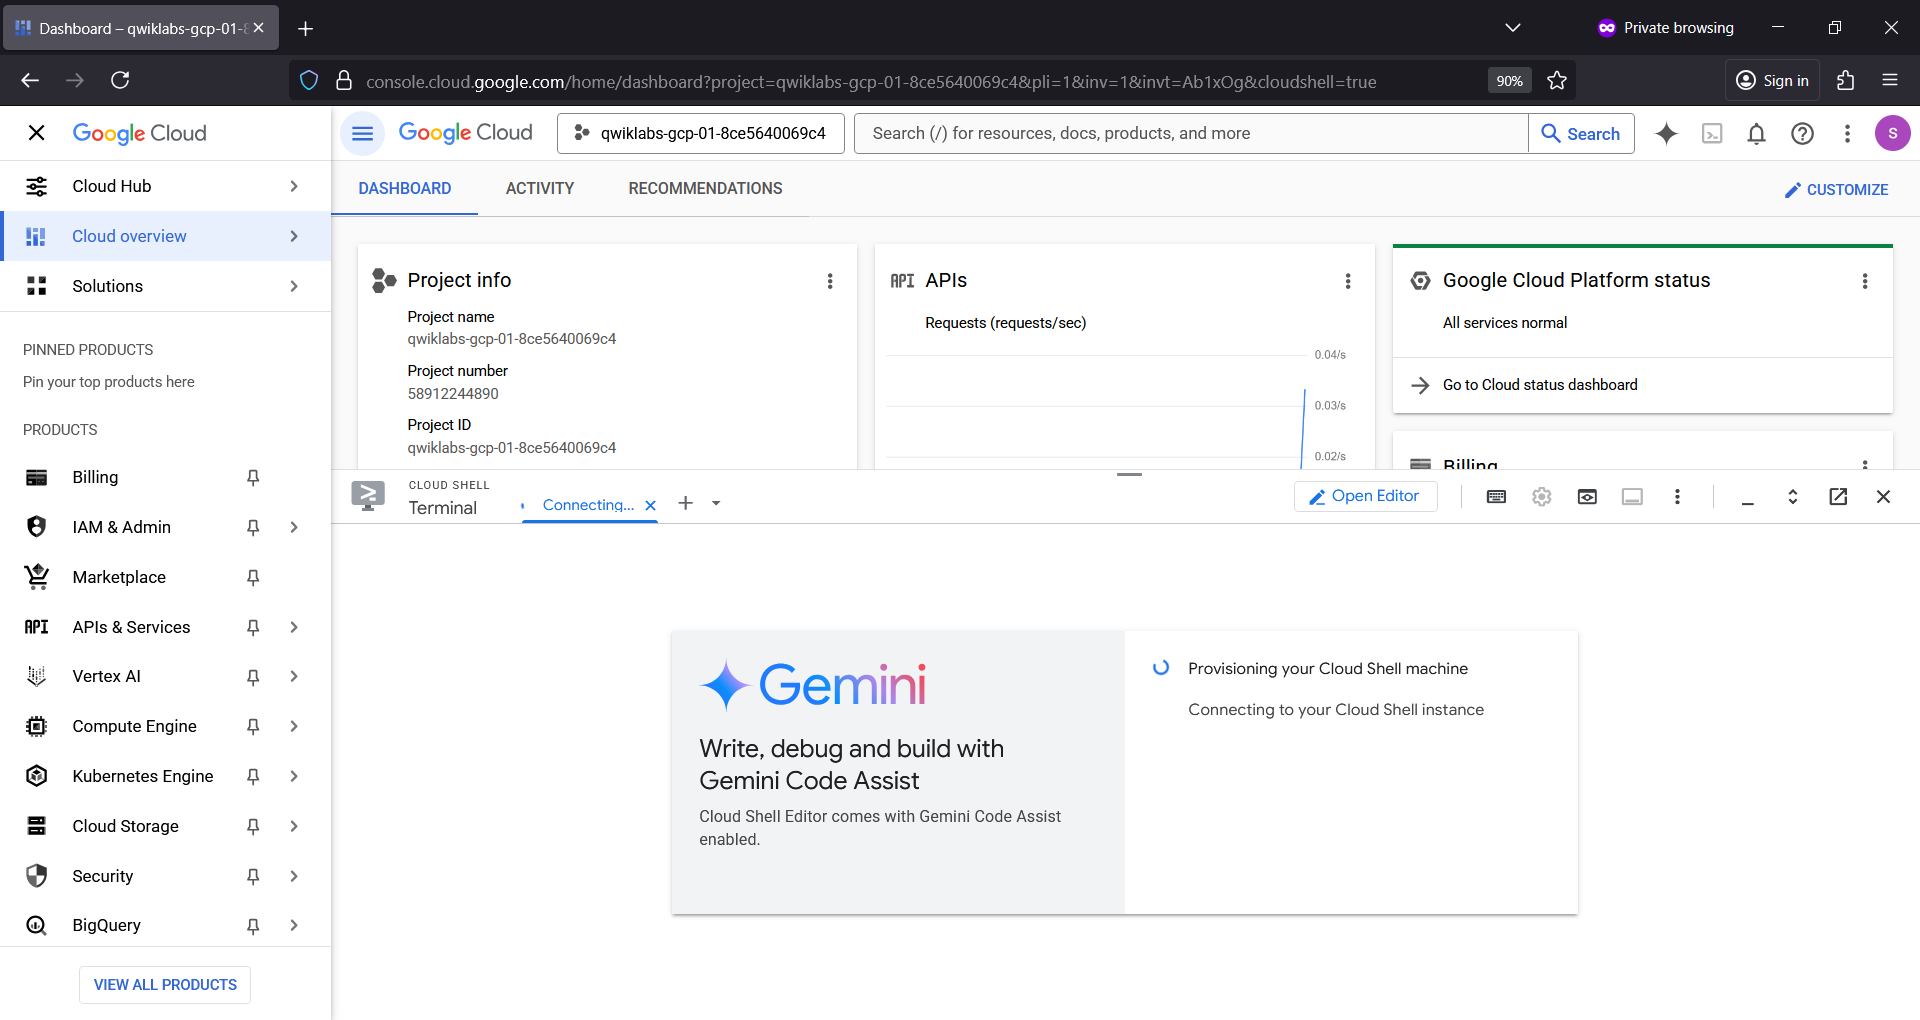 Dashboard – qwiklabs-gcp-01-8
Private browsing
console.cloud.google.com/home/dashboard?project=qwiklabs-gcp-01-8ce5640069c4&pli=1&inv=1&invt=Ab1xOg&cloudshell=true
90%
Sign in
Google Cloud
Google Cloud
qwiklabs-gcp-01-8ce5640069c4
Search (/) for resources, docs, products, and more
Search
S
Cloud Hub
Cloud overview
Solutions
PINNED PRODUCTS
Pin your top products here
PRODUCTS
Billing
IAM & Admin
Marketplace
API
APIs & Services
Vertex AI
Compute Engine
Kubernetes Engine
Cloud Storage
Security
BigQuery
VIEW ALL PRODUCTS
DASHBOARD
ACTIVITY
RECOMMENDATIONS
CUSTOMIZE
Project info
Project name
qwiklabs-gcp-01-8ce5640069c4
Project number
58912244890
Project ID
qwiklabs-gcp-01-8ce5640069c4
API
APIs
Requests (requests/sec)
0.04/s
0.03/s
0.02/s
Google Cloud Platform status
All services normal
Go to Cloud status dashboard
Billing
CLOUD SHELL
Terminal
Connecting...
Open Editor
Gemini
Write, debug and build with
Gemini Code Assist
Cloud Shell Editor comes with Gemini Code Assist
enabled.
Provisioning your Cloud Shell machine
Connecting to your Cloud Shell instance